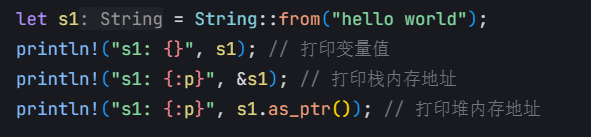 let s1: String = String::from("hello world");
println!("s1: {}", s1); // 打印变量值
println!("s1: {:p}", &s1); // 打印栈内存地址
println!("s1: {:p}", s1.as_ptr()); // 打印堆内存地址